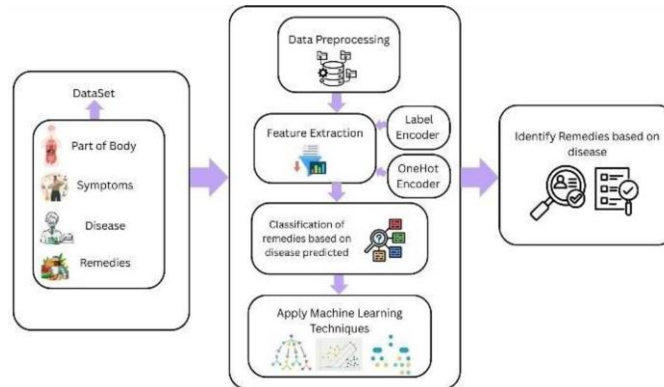 DataSet
Part of Body
Symptoms
Disease
Remedies
Data Preprocessing
Feature Extraction
Label
Encoder
OneHot
Encoder
Classification of
remedies based on
disease predicted
Apply Machine Learning
Techniques
Identify Remedies based on
disease